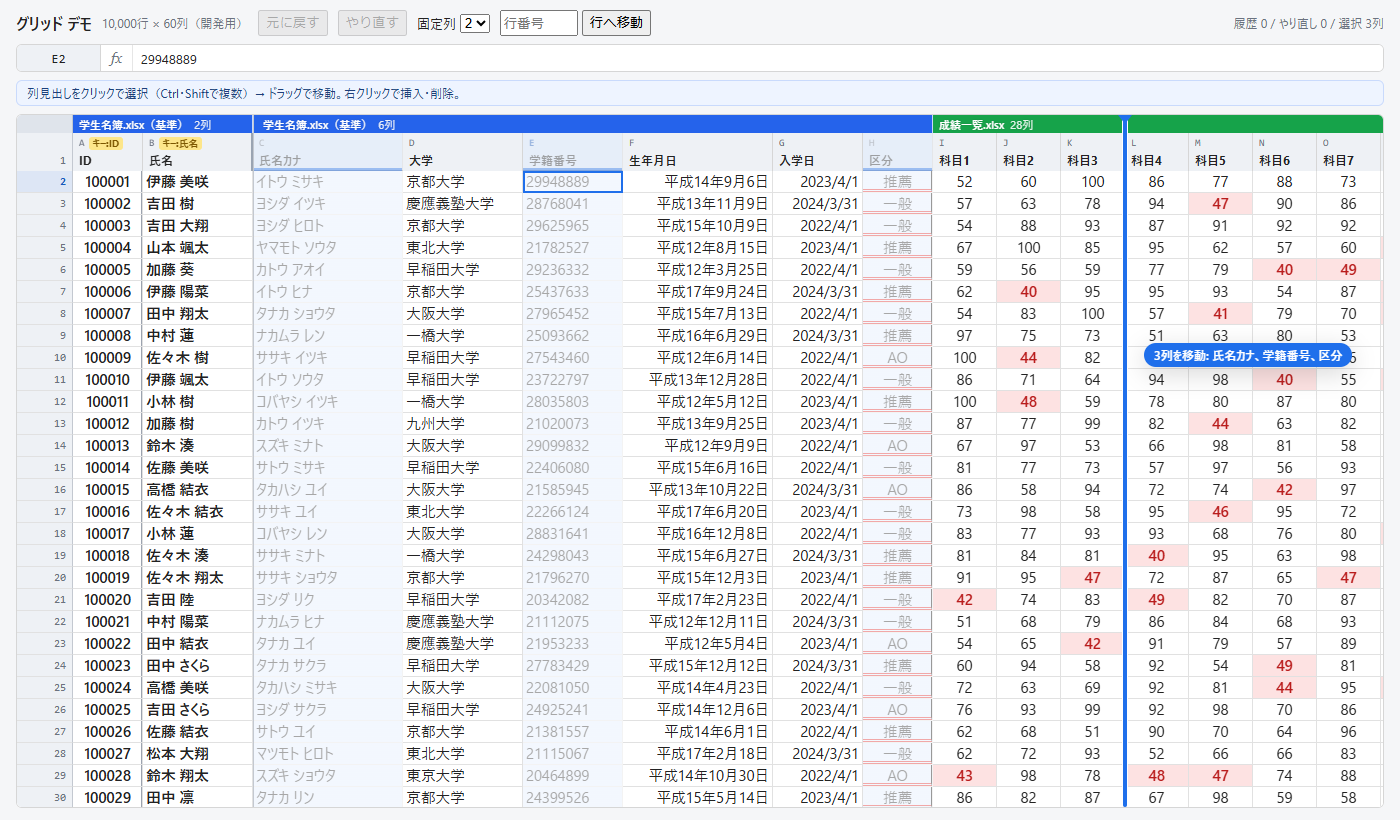 グリッド デモ 10,000行 × 60列（開発用） 元に戻す やり直す 固定列 2 行番号 行へ移動 履歴 0 / やり直し 0 / 選択 3列
E2 fx 29948889
列見出しをクリックで選択（Ctrl・Shiftで複数）→ ドラッグで移動。右クリックで挿入・削除。
学生名簿.xlsx（基準） 2列 学生名簿.xlsx（基準） 6列 成績一覧.xlsx 28列
A キー:ID B キー:氏名 C D E F G H I J K L M N O
1 ID 氏名 氏名カナ 大学 学籍番号 生年月日 入学日 区分 科目1 科目2 科目3 科目4 科目5 科目6 科目7
2 100001 伊藤 美咲 イトウ ミサキ 京都大学 29948889 平成14年9月6日 2023/4/1 推薦 52 60 100 86 77 88 73
3 100002 吉田 樹 ヨシダ イツキ 慶應義塾大学 28768041 平成13年11月9日 2024/3/31 一般 57 63 78 94 47 90 86
4 100003 吉田 大翔 ヨシダ ヒロト 京都大学 29625965 平成15年10月9日 2022/4/1 一般 54 88 93 87 91 92 92
5 100004 山本 颯太 ヤマモト ソウタ 東北大学 21782527 平成12年8月15日 2023/4/1 推薦 67 100 85 95 62 57 60
6 100005 加藤 葵 カトウ アオイ 早稲田大学 29236332 平成12年3月25日 2022/4/1 一般 59 56 59 77 79 40 49
7 100006 伊藤 陽菜 イトウ ヒナ 京都大学 25437633 平成17年9月24日 2024/3/31 推薦 62 40 95 95 93 54 87
8 100007 田中 翔太 タナカ ショウタ 大阪大学 27965452 平成15年7月13日 2022/4/1 推薦 54 83 100 57 41 79 70
9 100008 中村 蓮 ナカムラ レン 一橋大学 25093662 平成16年6月29日 2024/3/31 推薦 97 75 73 51 63 80 53
10 100009 佐々木 樹 ササキ イツキ 早稲田大学 27543460 平成12年6月14日 2022/4/1 AO 100 44 82 3列を移動: 氏名カナ、学籍番号、区分
11 100010 伊藤 颯太 イトウ ソウタ 早稲田大学 23722797 平成13年12月28日 2022/4/1 一般 86 71 64 94 98 40 55
12 100011 小林 樹 コバヤシ イツキ 一橋大学 28035803 平成12年5月12日 2023/4/1 推薦 100 48 59 78 80 87 80
13 100012 加藤 樹 カトウ イツキ 九州大学 21020073 平成13年9月25日 2023/4/1 一般 87 77 99 82 44 63 82
14 100013 鈴木 湊 スズキ ミナト 大阪大学 29099832 平成12年9月9日 2022/4/1 AO 67 97 53 66 98 81 58
15 100014 佐藤 美咲 サトウ ミサキ 早稲田大学 22406080 平成15年6月16日 2022/4/1 一般 81 77 73 57 97 56 93
16 100015 高橋 結衣 タカハシ ユイ 大阪大学 21585945 平成13年10月22日 2024/3/31 AO 86 58 94 72 74 42 97
17 100016 佐々木 結衣 ササキ ユイ 東北大学 22266124 平成17年6月20日 2023/4/1 一般 73 98 58 95 46 95 72
18 100017 小林 蓮 コバヤシ レン 大阪大学 28831641 平成16年12月8日 2022/4/1 一般 83 77 93 93 68 76 80
19 100018 佐々木 湊 ササキ ミナト 一橋大学 24298043 平成15年6月27日 2024/3/31 推薦 81 84 81 40 95 63 98
20 100019 佐々木 翔太 ササキ ショウタ 京都大学 21796270 平成15年12月3日 2023/4/1 推薦 91 95 47 72 87 65 47
21 100020 吉田 陸 ヨシダ リク 早稲田大学 20342082 平成17年2月23日 2022/4/1 一般 42 74 83 49 82 70 87
22 100021 中村 陽菜 ナカムラ ヒナ 慶應義塾大学 21112075 平成12年12月11日 2024/3/31 一般 51 68 79 86 84 68 93
23 100022 田中 結衣 タナカ ユイ 慶應義塾大学 21953233 平成12年5月4日 2023/4/1 AO 54 65 42 91 79 57 89
24 100023 田中 さくら タナカ サクラ 早稲田大学 27783429 平成15年12月12日 2024/3/31 推薦 60 94 58 92 54 49 81
25 100024 高橋 美咲 タカハシ ミサキ 大阪大学 22081050 平成14年4月23日 2022/4/1 一般 72 63 69 92 81 44 95
26 100025 吉田 さくら ヨシダ サクラ 早稲田大学 24925241 平成14年12月6日 2022/4/1 AO 76 93 99 92 98 70 86
27 100026 佐藤 結衣 サトウ ユイ 京都大学 21381557 平成14年6月1日 2022/4/1 推薦 62 68 51 90 70 64 96
28 100027 松本 大翔 マツモト ヒロト 東北大学 21115067 平成17年2月18日 2024/3/31 一般 62 72 93 52 66 66 83
29 100028 鈴木 翔太 スズキ ショウタ 東京大学 20464899 平成14年10月30日 2022/4/1 AO 43 98 78 48 47 74 88
30 100029 田中 凛 タナカ リン 京都大学 24399526 平成15年5月14日 2023/4/1 推薦 86 82 87 67 98 59 58